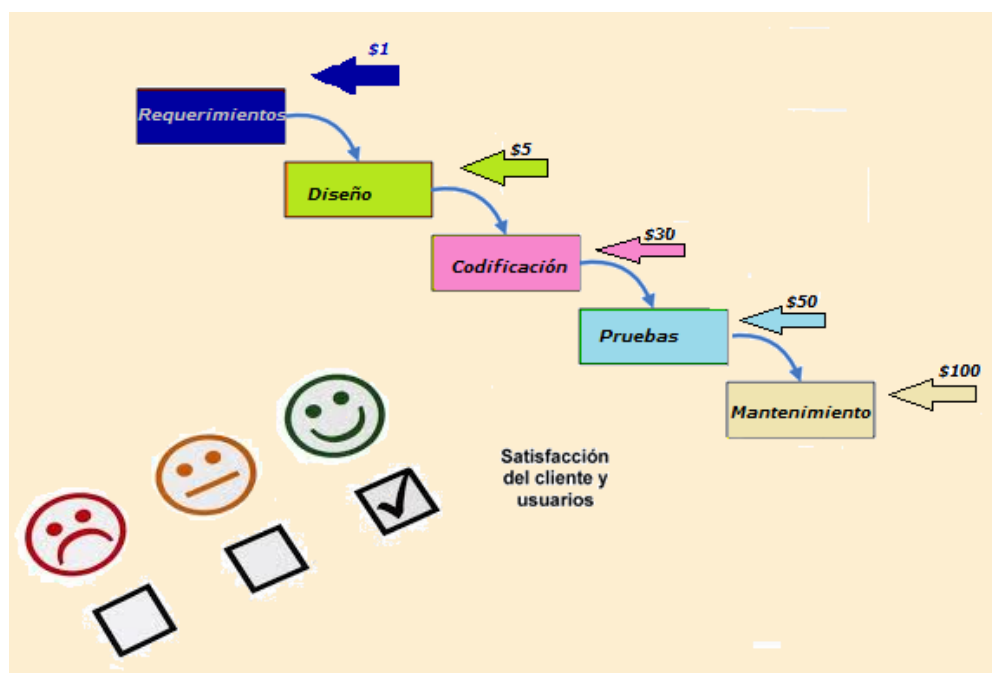 $1
Requerimientos
$5
Diseño
$30
Codificación
$50
Pruebas
$100
Mantenimiento
Satisfacción
del cliente y
usuarios